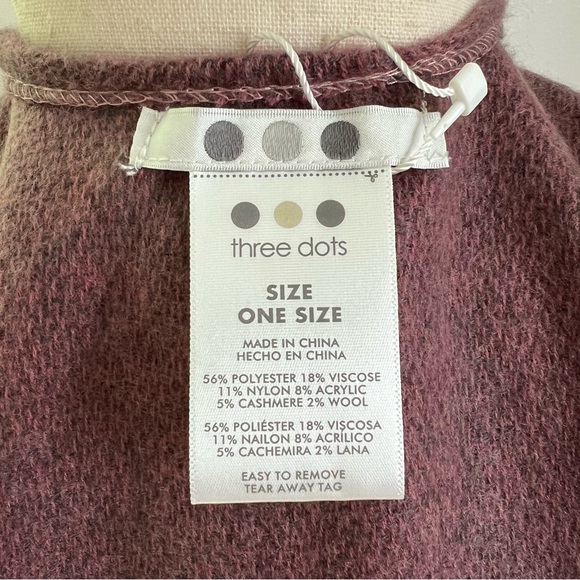 three dots
SIZE
ONE SIZE
MADE IN CHINA
HECHO EN CHINA
56% POLYESTER 18% VISCOSE
11% NYLON 8% ACRYLIC
5% CASHMERE 2% WOOL
56% POLIÉSTER 18% VISCOSA
11% NAILON 8% ACRÍLICO
5% CACHEMIRA 2% LANA
EASY TO REMOVE
TEAR AWAY TAG